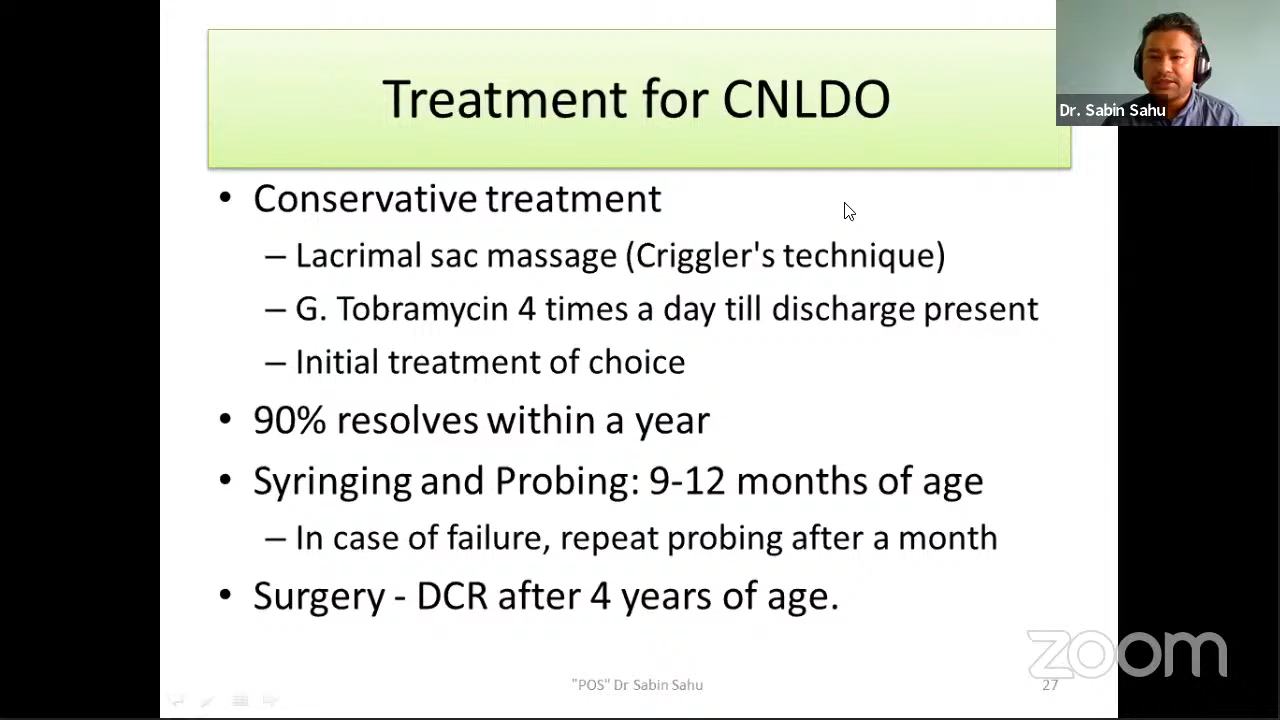 Treatment for CNLDO
Dr. Sabin Sahu
• Conservative treatment
– Lacrimal sac massage (Criggler's technique)
– G. Tobramycin 4 times a day till discharge present
– Initial treatment of choice
• 90% resolves within a year
• Syringing and Probing: 9-12 months of age
– In case of failure, repeat probing after a month
• Surgery - DCR after 4 years of age.
zoom
"POS" Dr Sabin Sahu
27